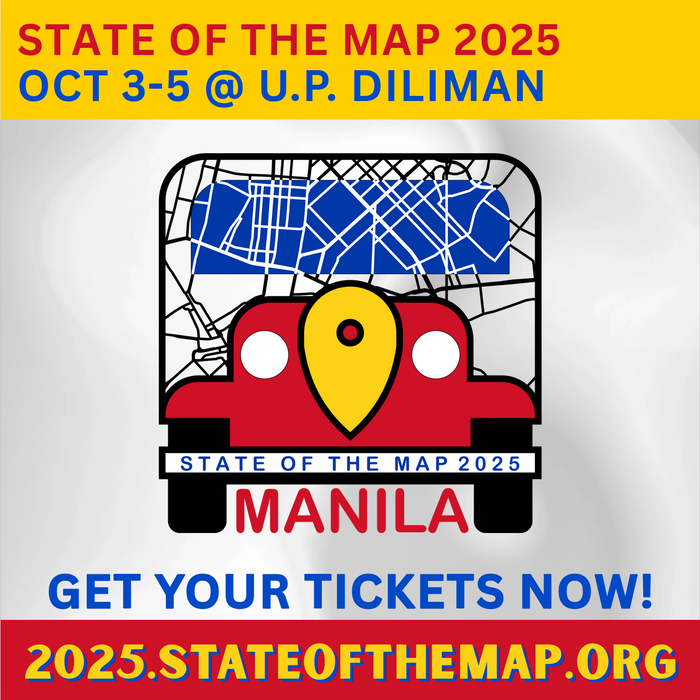 STATE OF THE MAP 2025
OCT 3-5 @ U.P. DILIMAN
STATE OF THE MAP 2025
MANILA
GET YOUR TICKETS NOW!
2025.STATEOFTHEMAP.ORG